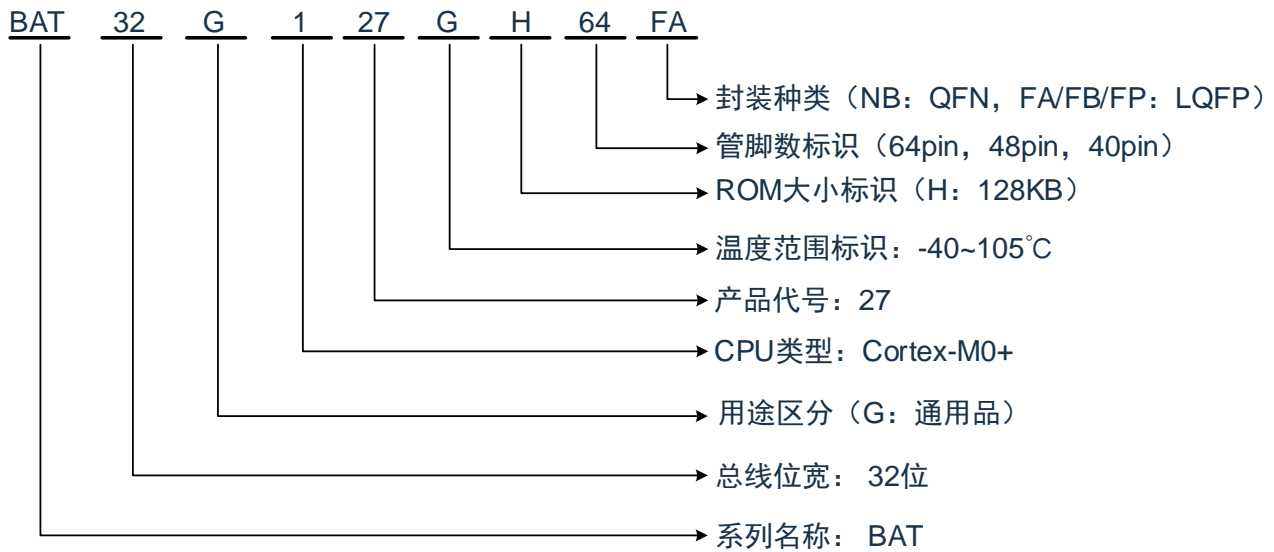 BAT 32 G 1 27 G H 64 FA
封装种类（NB：QFN，FA/FB/FP：LQFP）
管脚数标识（64pin，48pin，40pin）
ROM大小标识（H：128KB）
温度范围标识：-40~105℃
产品代号：27
CPU类型：Cortex-M0+
用途区分（G：通用品）
总线位宽： 32位
系列名称： BAT